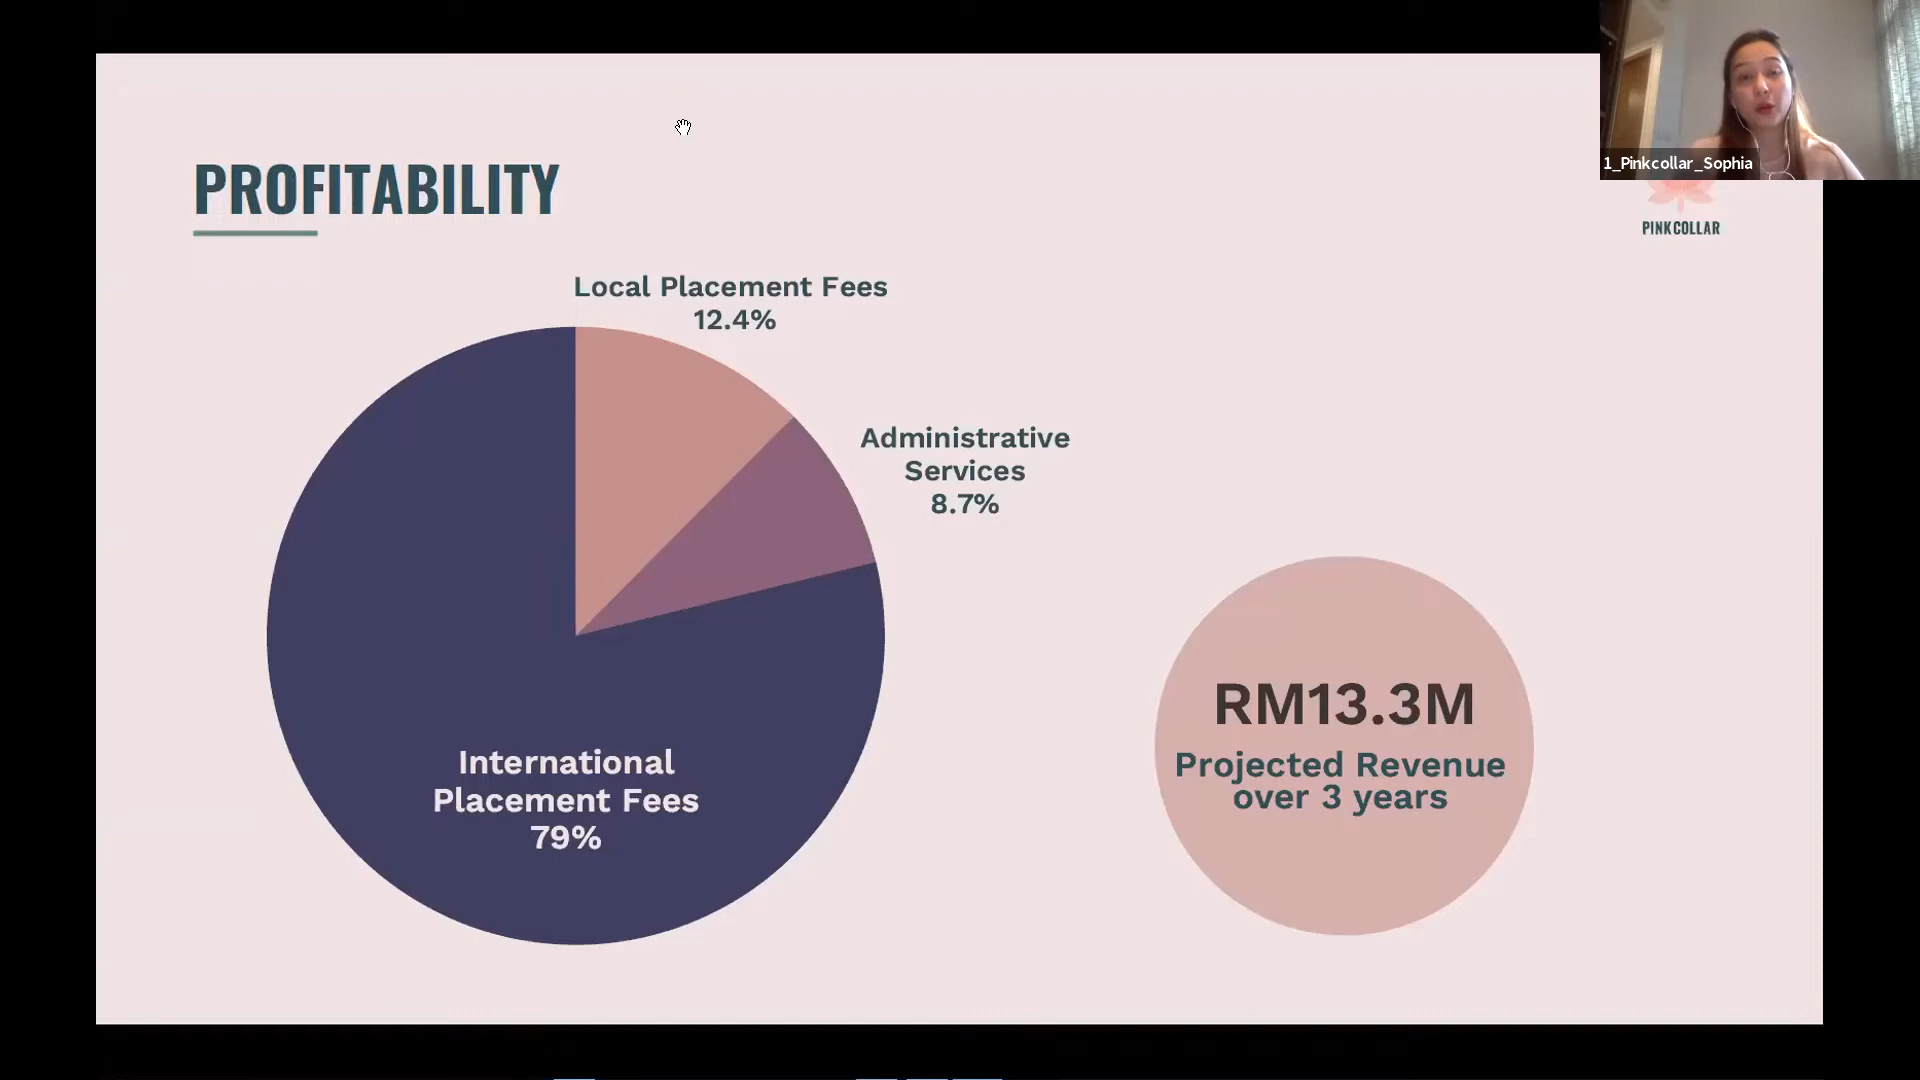 1_Pinkcollar_Sophia
PROFITABILITY
PINKCOLLAR
Local Placement Fees
12.4%
Administrative
Services
8.7%
International
Placement Fees
79%
RM13.3M
Projected Revenue
over 3 years